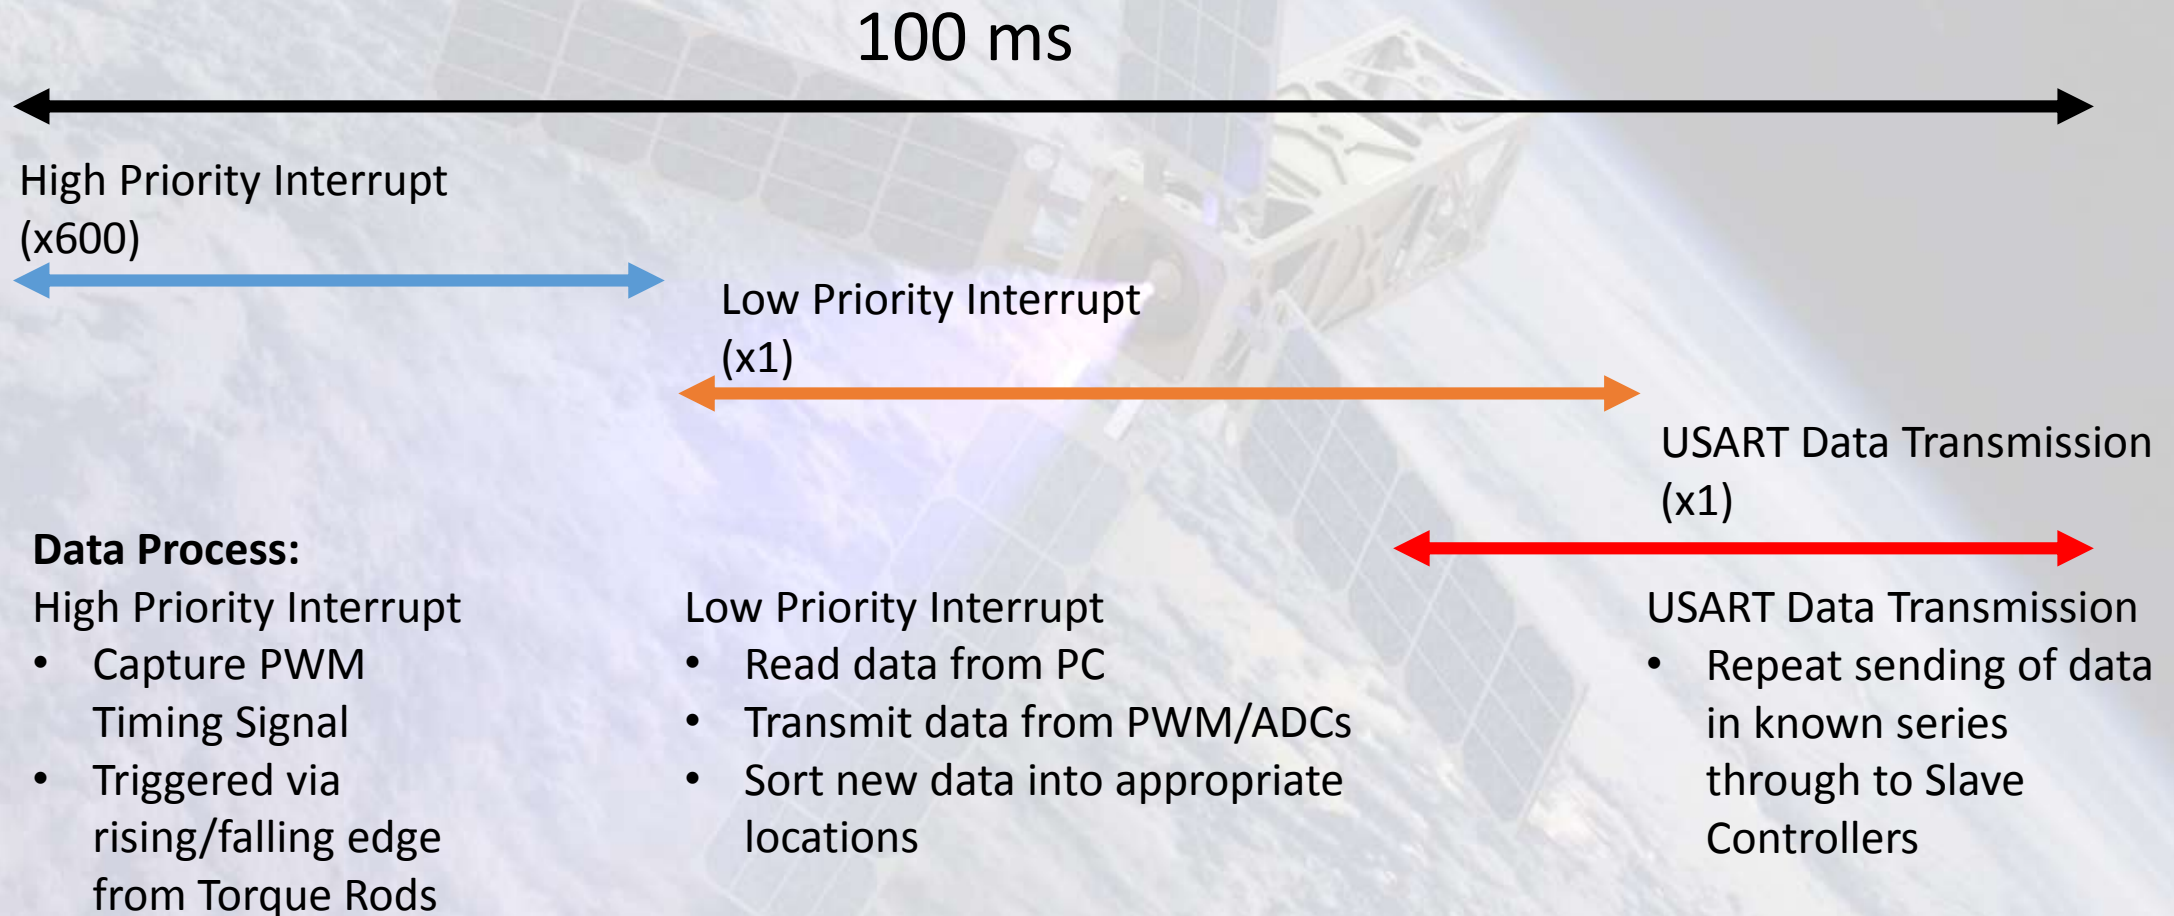 100 ms
High Priority Interrupt
(x600)
Low Priority Interrupt
(x1)
USART Data Transmission
(x1)
Data Process:
High Priority Interrupt
• Capture PWM
Timing Signal
• Triggered via
rising/falling edge
from Torque Rods
Low Priority Interrupt
• Read data from PC
• Transmit data from PWM/ADCs
• Sort new data into appropriate
locations
USART Data Transmission
• Repeat sending of data
in known series
through to Slave
Controllers